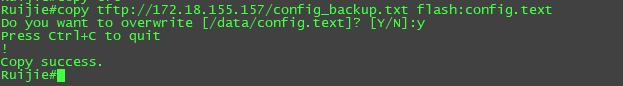 Ruijie#copy tftp://172.18.155.157/config_backup.txt flash:config.text
Do you want to overwrite [/data/config.text]? [Y/N]:y
Press Ctrl+C to quit
!
Copy success.
Ruijie#